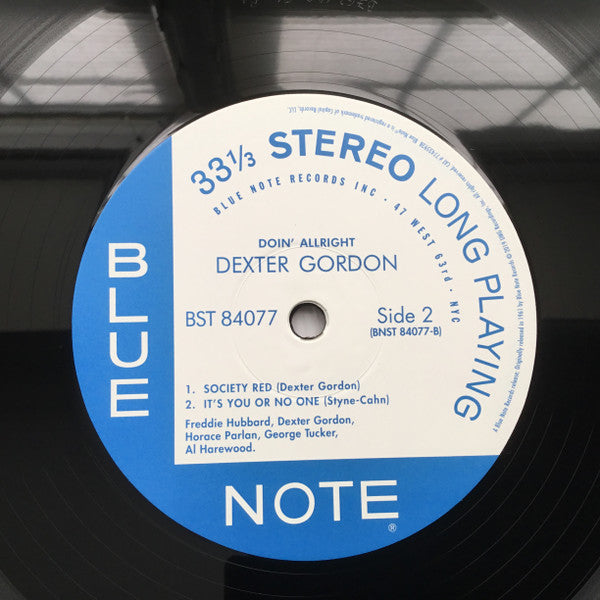 33⅓ STEREO LONG PLAYING
BLUE NOTE RECORDS INC · 47 WEST 63rd · NYC
DOIN' ALLRIGHT
DEXTER GORDON
BST 84077
Side 2
(BNST 84077-B)
1. SOCIETY RED (Dexter Gordon)
2. IT'S YOU OR NO ONE (Styne-Cahn)
Freddie Hubbard, Dexter Gordon,
Horace Parlan, George Tucker,
Al Harewood.
BLUE
NOTE®